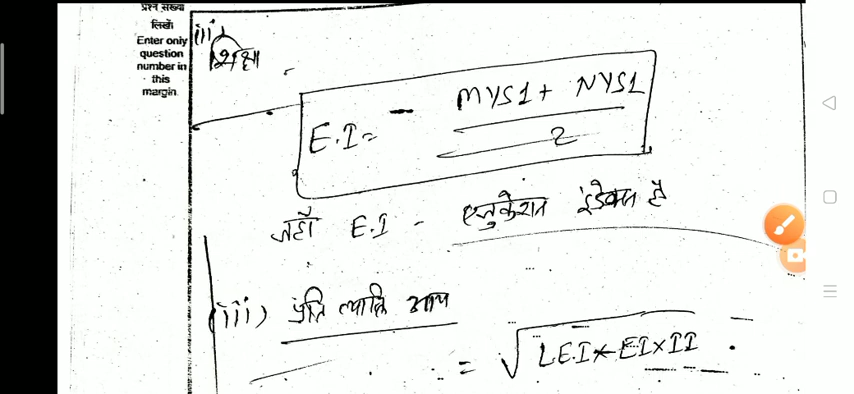 प्रश्न संख्या
लिखें
Enter only
question
number in
this
margin.
(ii) शिक्षा
E.I = - MYS1 + NYS1
2
जहाँ E.I - एजुकेशन इंडेक्स है
(iii) प्रति व्यक्ति आय
= √LEI*EI×II